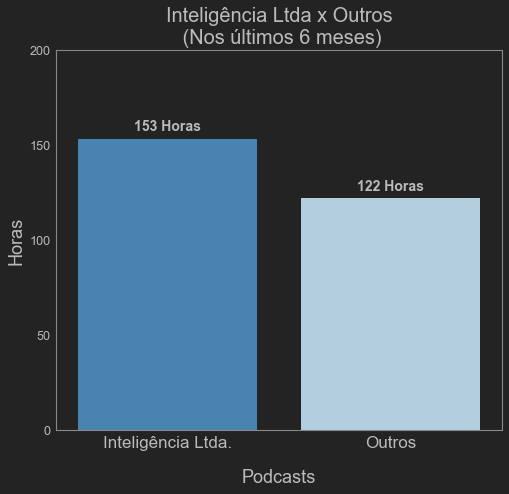 Inteligência Ltda x Outros
(Nos últimos 6 meses)
200
153 Horas
150
122 Horas
100
Horas
50
0
Inteligência Ltda.
Outros
Podcasts